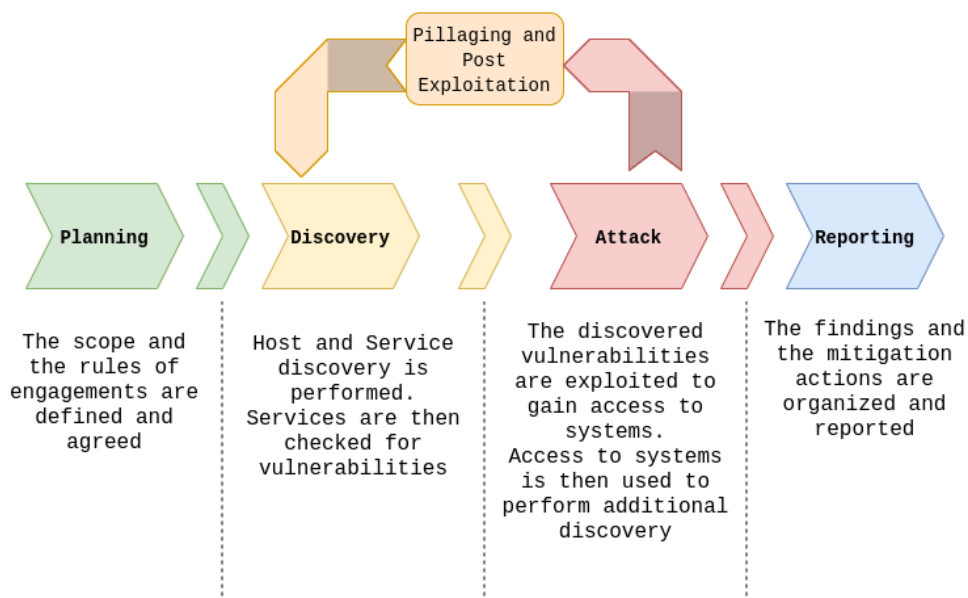 Pillaging and
Post
Exploitation
Planning
Discovery
Attack
Reporting
The scope and
the rules of
engagements are
defined and
agreed
Host and Service
discovery is
performed.
Services are then
checked for
vulnerabilities
The discovered
vulnerabilities
are exploited to
gain access to
systems.
Access to systems
is then used to
perform additional
discovery
The findings and
the mitigation
actions are
organized and
reported